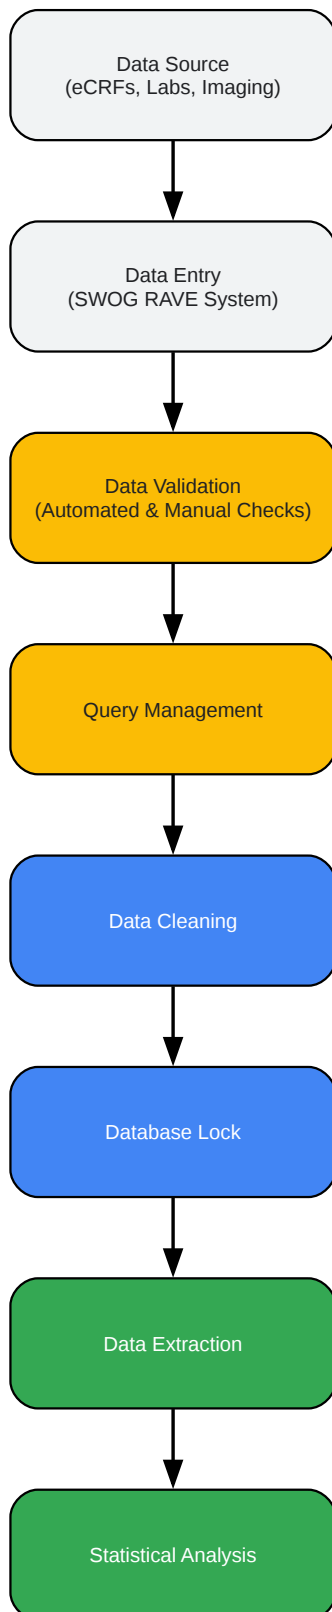 Data Source
(eCRFs, Labs, Imaging)
Data Entry
(SWOG RAVE System)
Data Validation
(Automated & Manual Checks)
Query Management
Data Cleaning
Database Lock
Data Extraction
Statistical Analysis